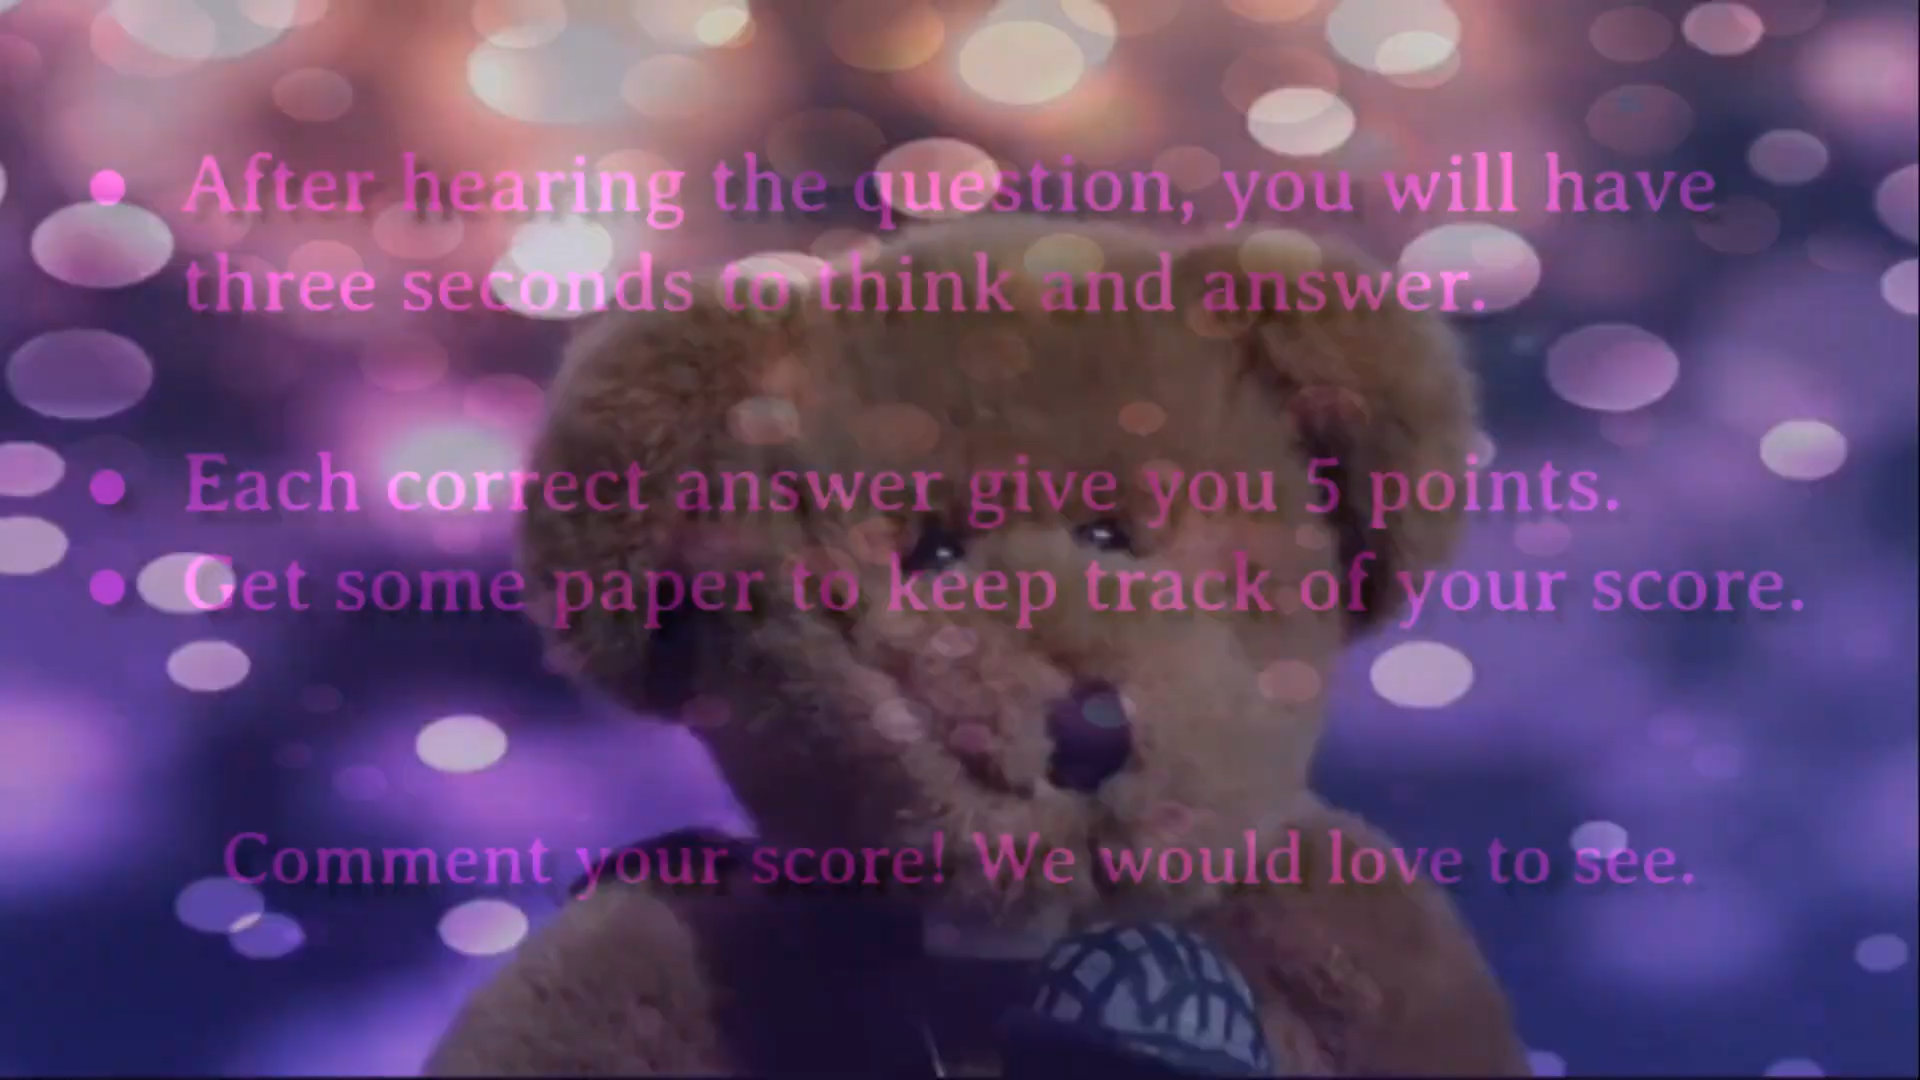 • After hearing the question, you will have
three seconds to think and answer.
• Each correct answer give you 5 points.
• Get some paper to keep track of your score.
Comment your score! We would love to see.